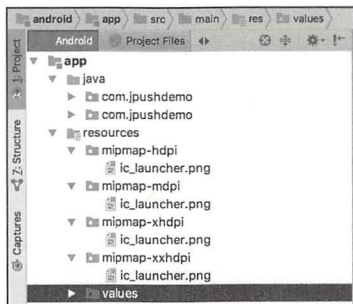 android app src main res values
Android Project Files
1: Project
7: Structure
Captures
app
java
com.jpushdemo
com.jpushdemo
resources
mipmap-hdpi
ic_launcher.png
mipmap-mdpi
ic_launcher.png
mipmap-xhdpi
ic_launcher.png
mipmap-xxhdpi
ic_launcher.png
values